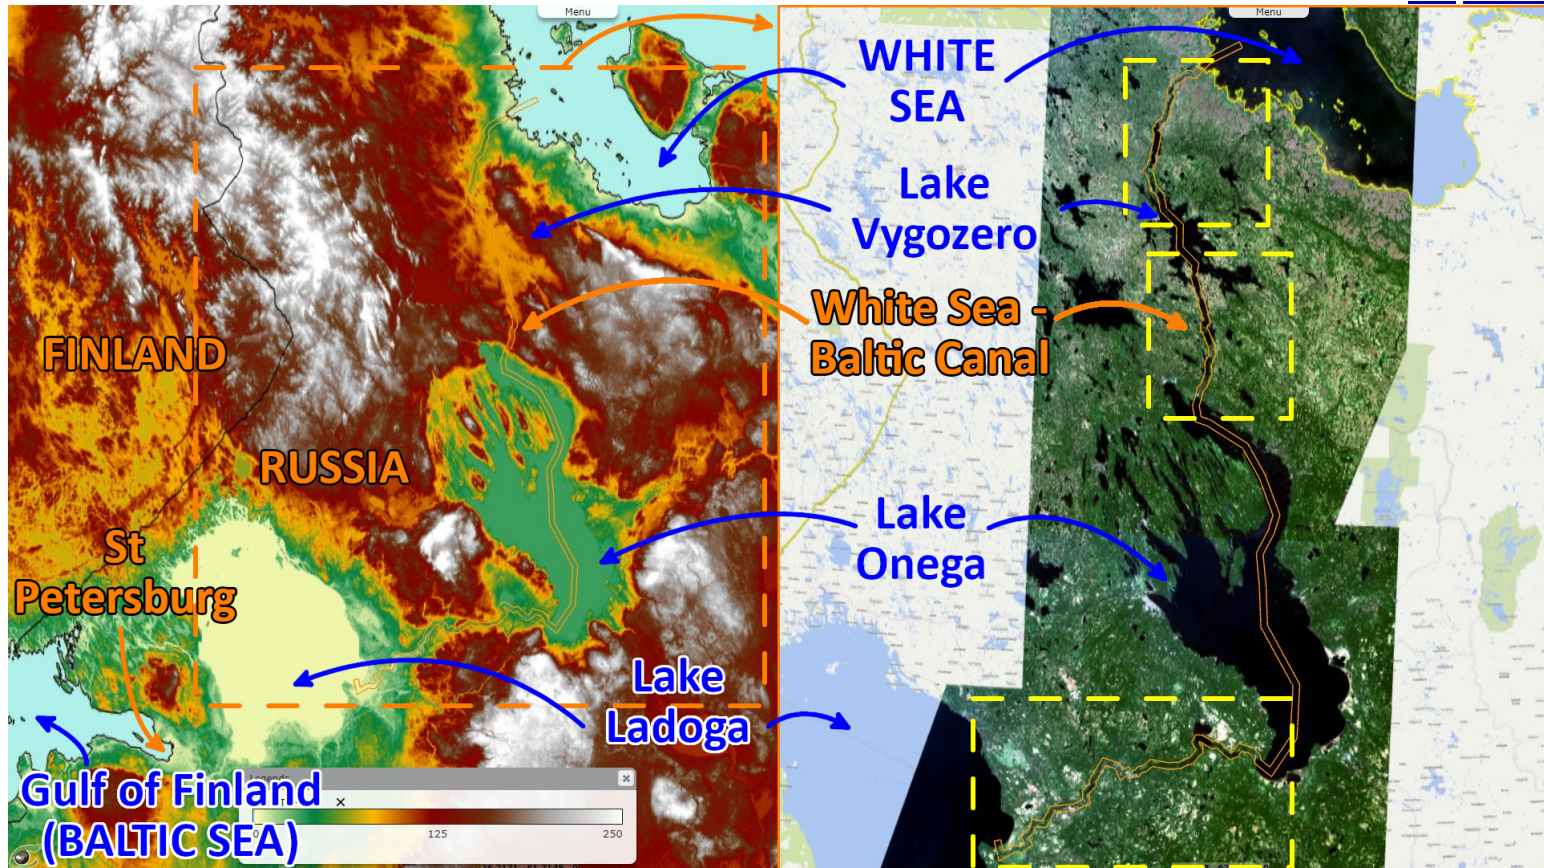 Menu
Menu
WHITE
SEA
Lake
Vygozero
White Sea -
Baltic Canal
FINLAND
RUSSIA
Lake
Onega
St
Petersburg
Lake
Ladoga
Gulf of Finland
(BALTIC SEA)
Legends
0
125
250